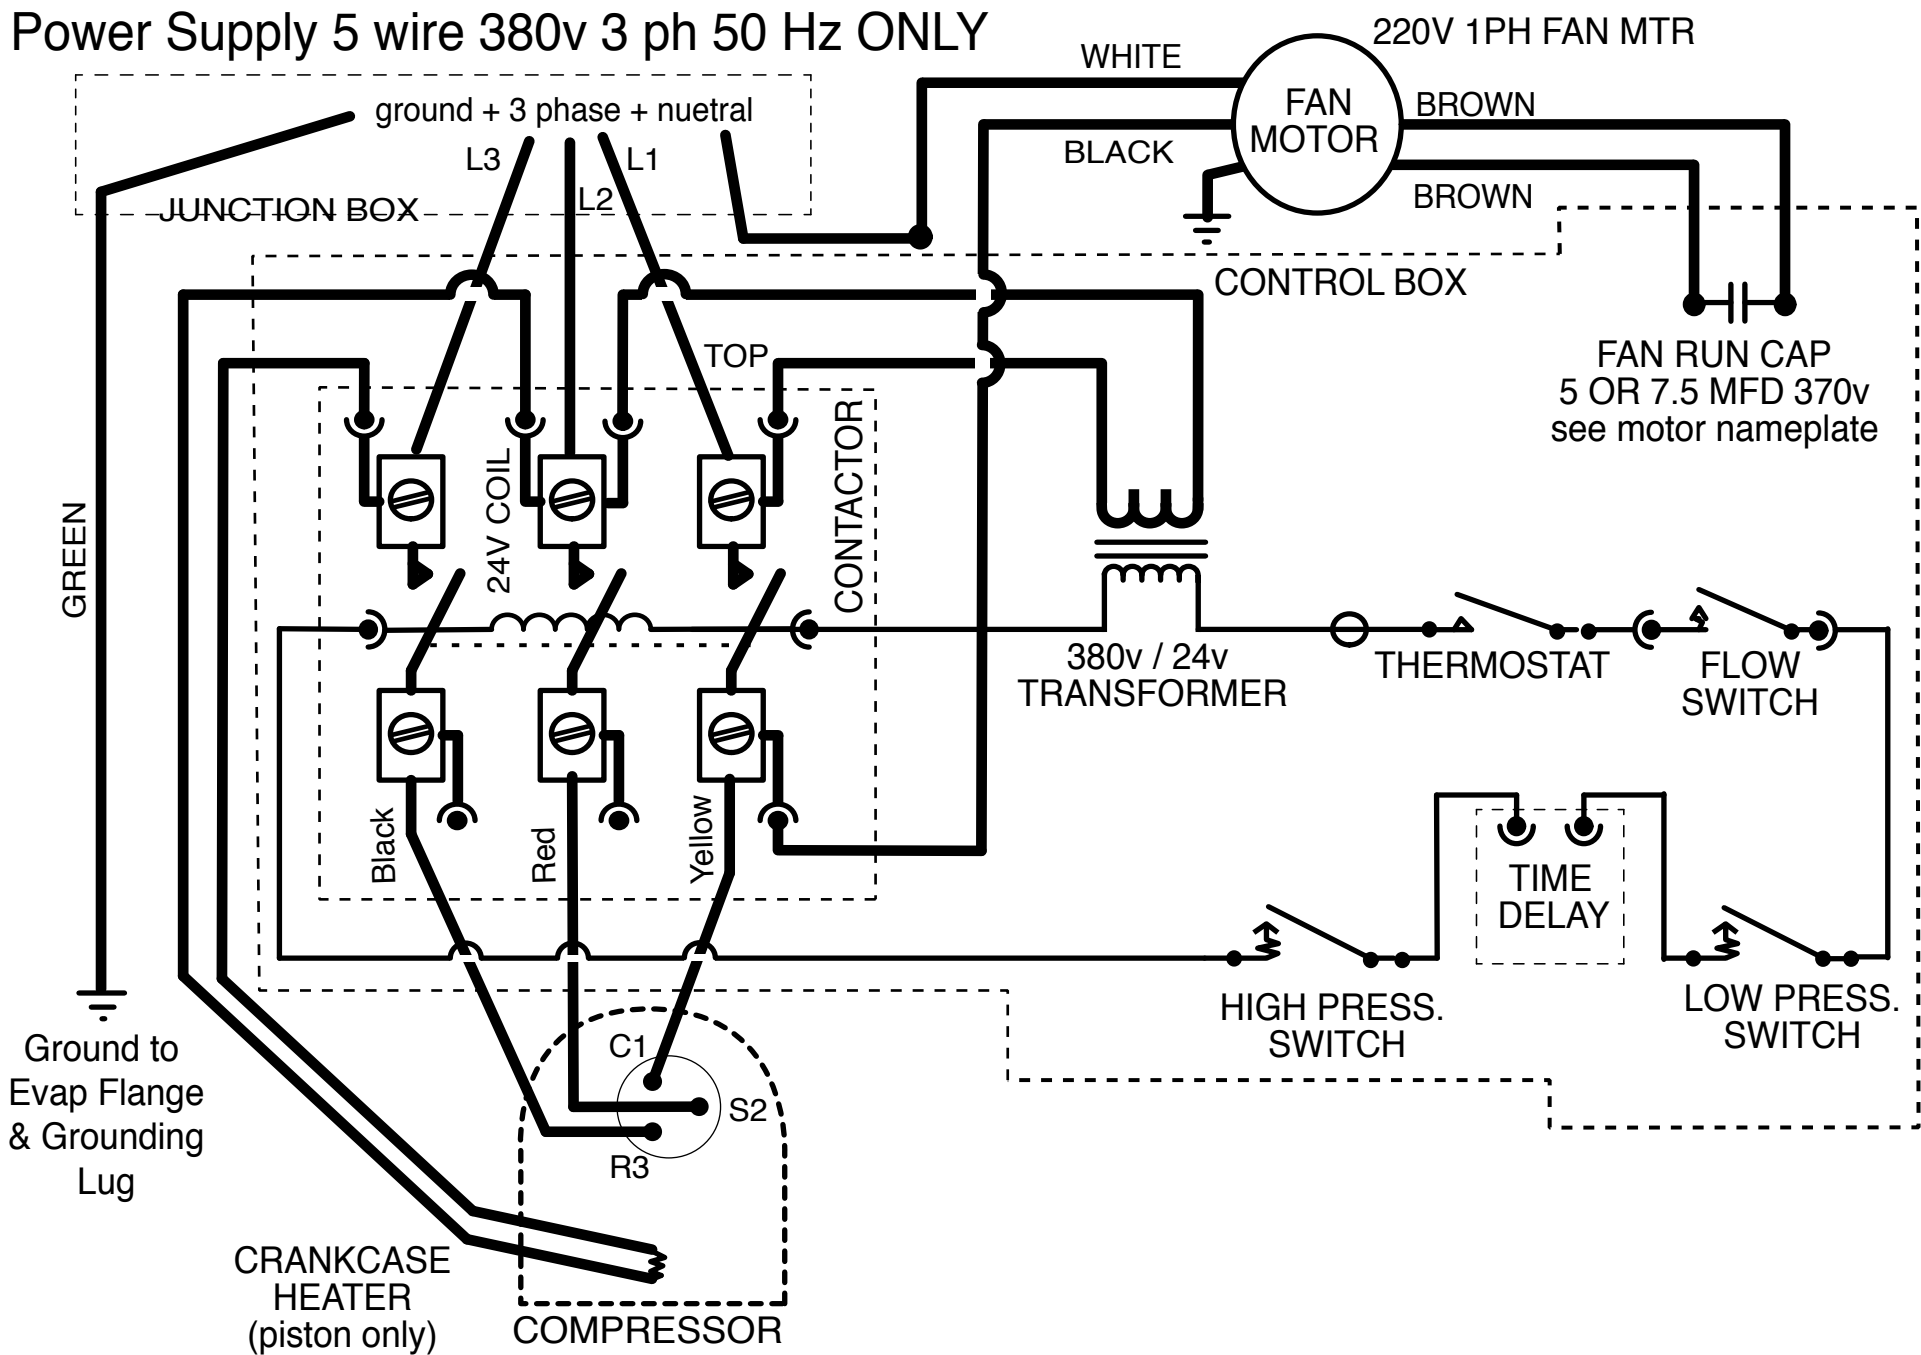 Power Supply 5 wire 380v 3 ph 50 Hz ONLY
220V 1PH FAN MTR
WHITE
FAN
MOTOR
BROWN
ground + 3 phase + nuetral
BLACK
L3
L1
L2
BROWN
JUNCTION BOX
CONTROL BOX
TOP
FAN RUN CAP
5 OR 7.5 MFD 370v
see motor nameplate
GREEN
24V COIL
CONTACTOR
380v / 24v
TRANSFORMER
THERMOSTAT
FLOW
SWITCH
Black
Red
Yellow
TIME
DELAY
HIGH PRESS.
SWITCH
LOW PRESS.
SWITCH
Ground to
Evap Flange
& Grounding
Lug
C1
S2
R3
CRANKCASE
HEATER
(piston only)
COMPRESSOR